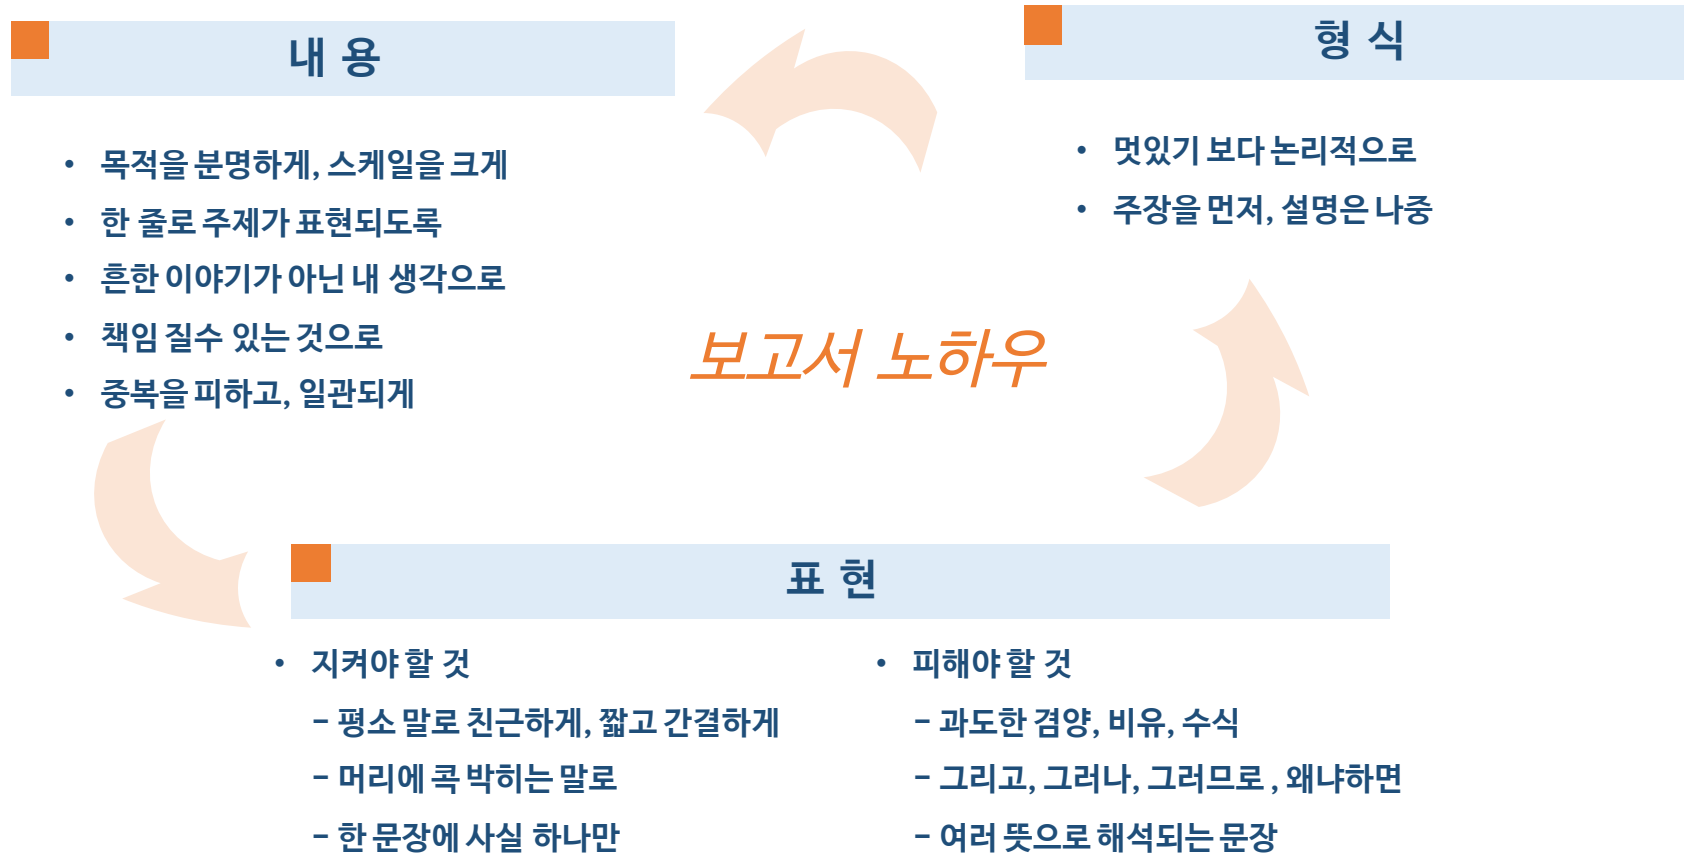 내 용
• 목적을 분명하게, 스케일을 크게
• 한 줄로 주제가 표현되도록
• 흔한 이야기가 아닌 내 생각으로
• 책임 질수 있는 것으로
• 중복을 피하고, 일관되게
형 식
• 멋있기 보다 논리적으로
• 주장을 먼저, 설명은 나중
보고서 노하우
표 현
• 지켜야 할 것
– 평소 말로 친근하게, 짧고 간결하게
– 머리에 콕 박히는 말로
– 한 문장에 사실 하나만
• 피해야 할 것
– 과도한 겸양, 비유, 수식
– 그리고, 그러나, 그러므로 , 왜냐하면
– 여러 뜻으로 해석되는 문장